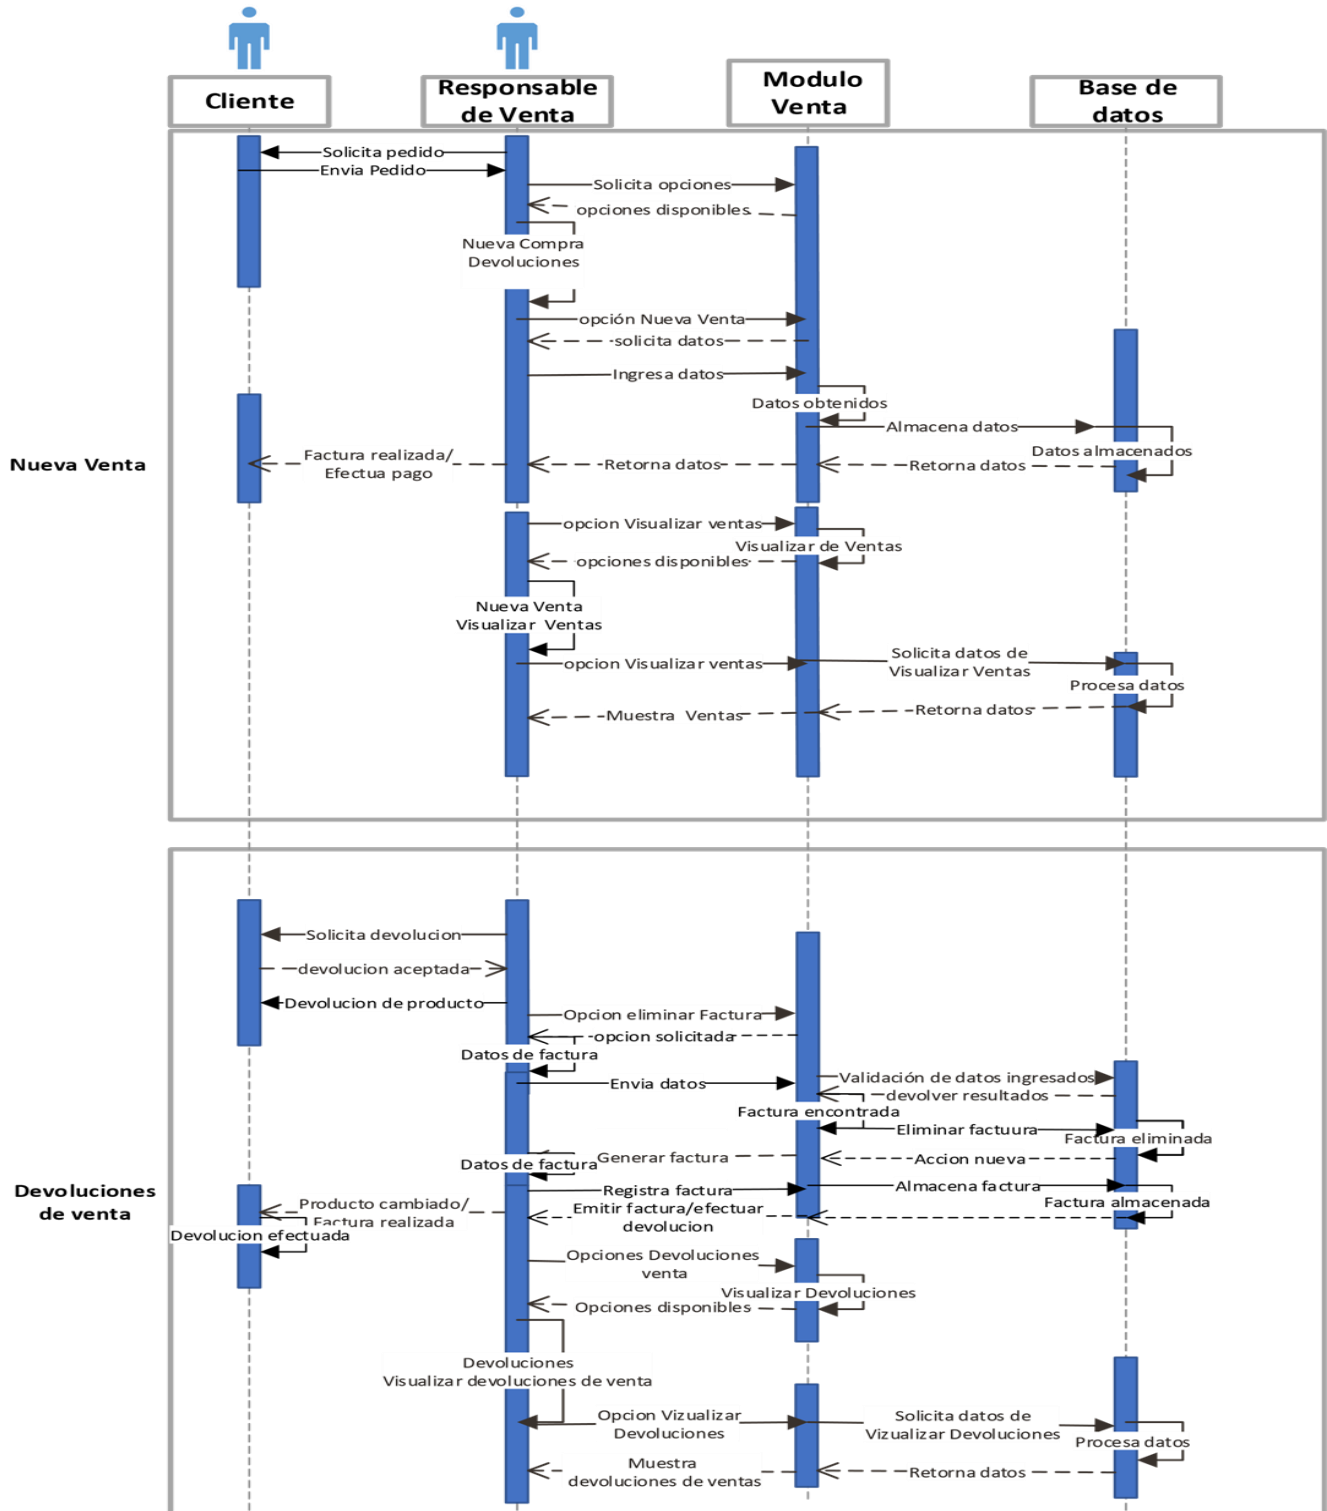 Cliente
Responsable
de Venta
Modulo
Venta
Base de
datos
Solicita pedido
Envia Pedido
Solicita opciones
opciones disponibles
Nueva Compra
Devoluciones
opción Nueva Venta
solicita datos
Ingresa datos
Datos obtenidos
Almacena datos
Datos almacenados
Nueva Venta
Factura realizada/
Efectua pago
Retorna datos
Retorna datos
opcion Visualizar ventas
Visualizar de Ventas
opciones disponibles
Nueva Venta
Visualizar Ventas
opcion Visualizar ventas
Solicita datos de
Visualizar Ventas
Procesa datos
Muestra Ventas
Retorna datos
Solicita devolucion
devolucion aceptada
Devolucion de producto
Opcion eliminar Factura
opcion solicitada
Datos de factura
Envia datos
Validación de datos ingresados
devolver resultados
Factura encontrada
Eliminar factuura
Factura eliminada
Generar factura
Accion nueva
Datos de factura
Devoluciones
de venta
Registra factura
Almacena factura
Factura almacenada
Producto cambiado/
Factura realizada
Emitir factura/efectuar
devolucion
Devolucion efectuada
Opciones Devoluciones
venta
Visualizar Devoluciones
Opciones disponibles
Devoluciones
Visualizar devoluciones de venta
Opcion Vizualizar
Devoluciones
Solicita datos de
Vizualizar Devoluciones
Procesa datos
Muestra
devoluciones de ventas
Retorna datos